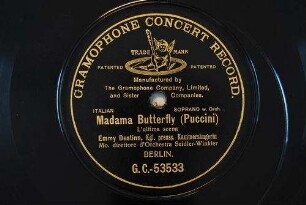 GRAMOPHONE CONCERT RECORD.
TRADE MARK
PATENTED PATENTED
Manufactured by
The Gramophone Company, Limited,
and Sister Companies.
ITALIAN SOPRANO w. Orch.
Madama Butterfly (Puccini)
L'ultima scena
Emmy Destinn, Kgl. preuss. Kammersängerin
Mo. direttore d'Orchestra Seidler-Winkler
BERLIN.
G.C.-53533